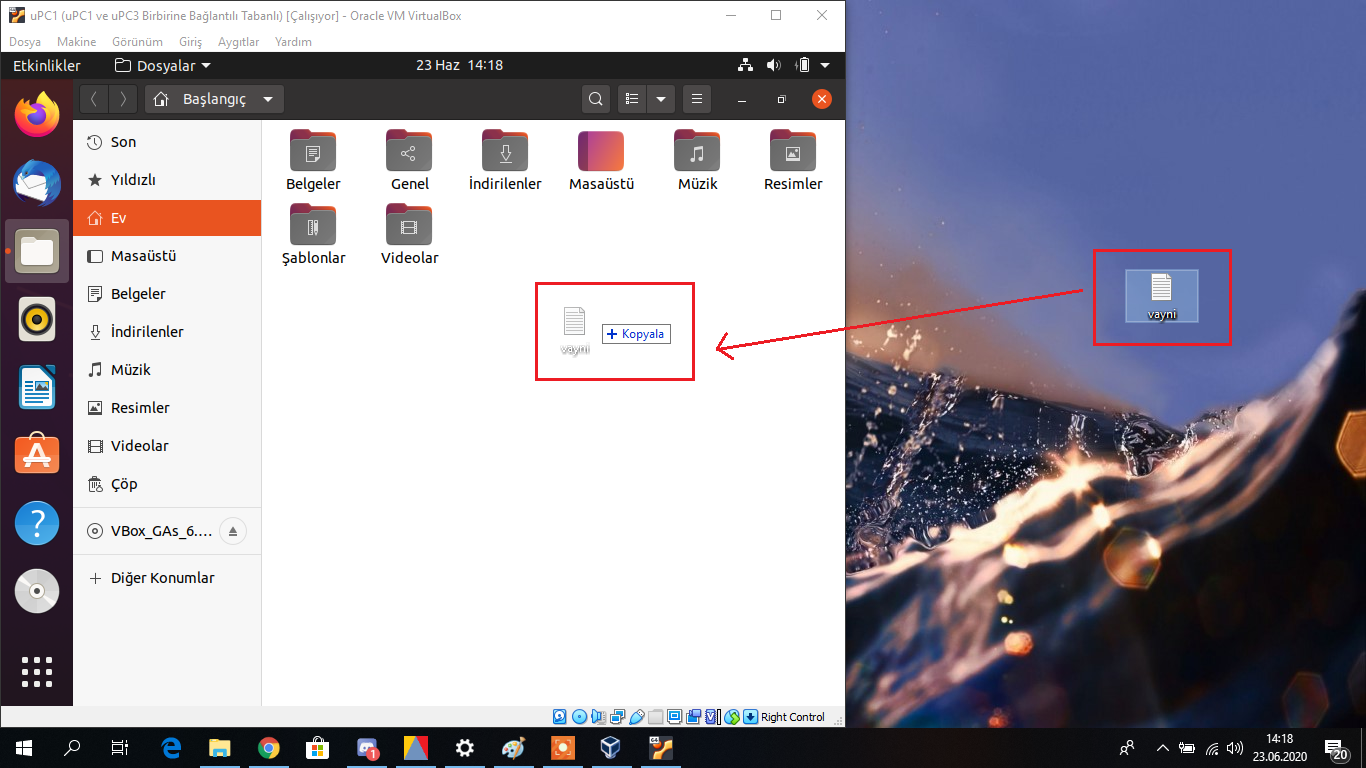 uPC1 (uPC1 ve uPC3 Birbirine Bağlantılı Tabanlı) [Çalışıyor] - Oracle VM VirtualBox
Dosya Makine Görünüm Giriş Aygıtlar Yardım
Etkinlikler Dosyalar 23 Haz 14:18
Başlangıç
Son
Yıldızlı
Ev
Masaüstü
Belgeler
İndirilenler
Müzik
Resimler
Videolar
Çöp
VBox_GAs_6....
Diğer Konumlar
Belgeler Genel İndirilenler Masaüstü Müzik Resimler
Şablonlar Videolar
+ Kopyala
vayni
vayni
Right Control
1
64
14:18
23.06.2020
20